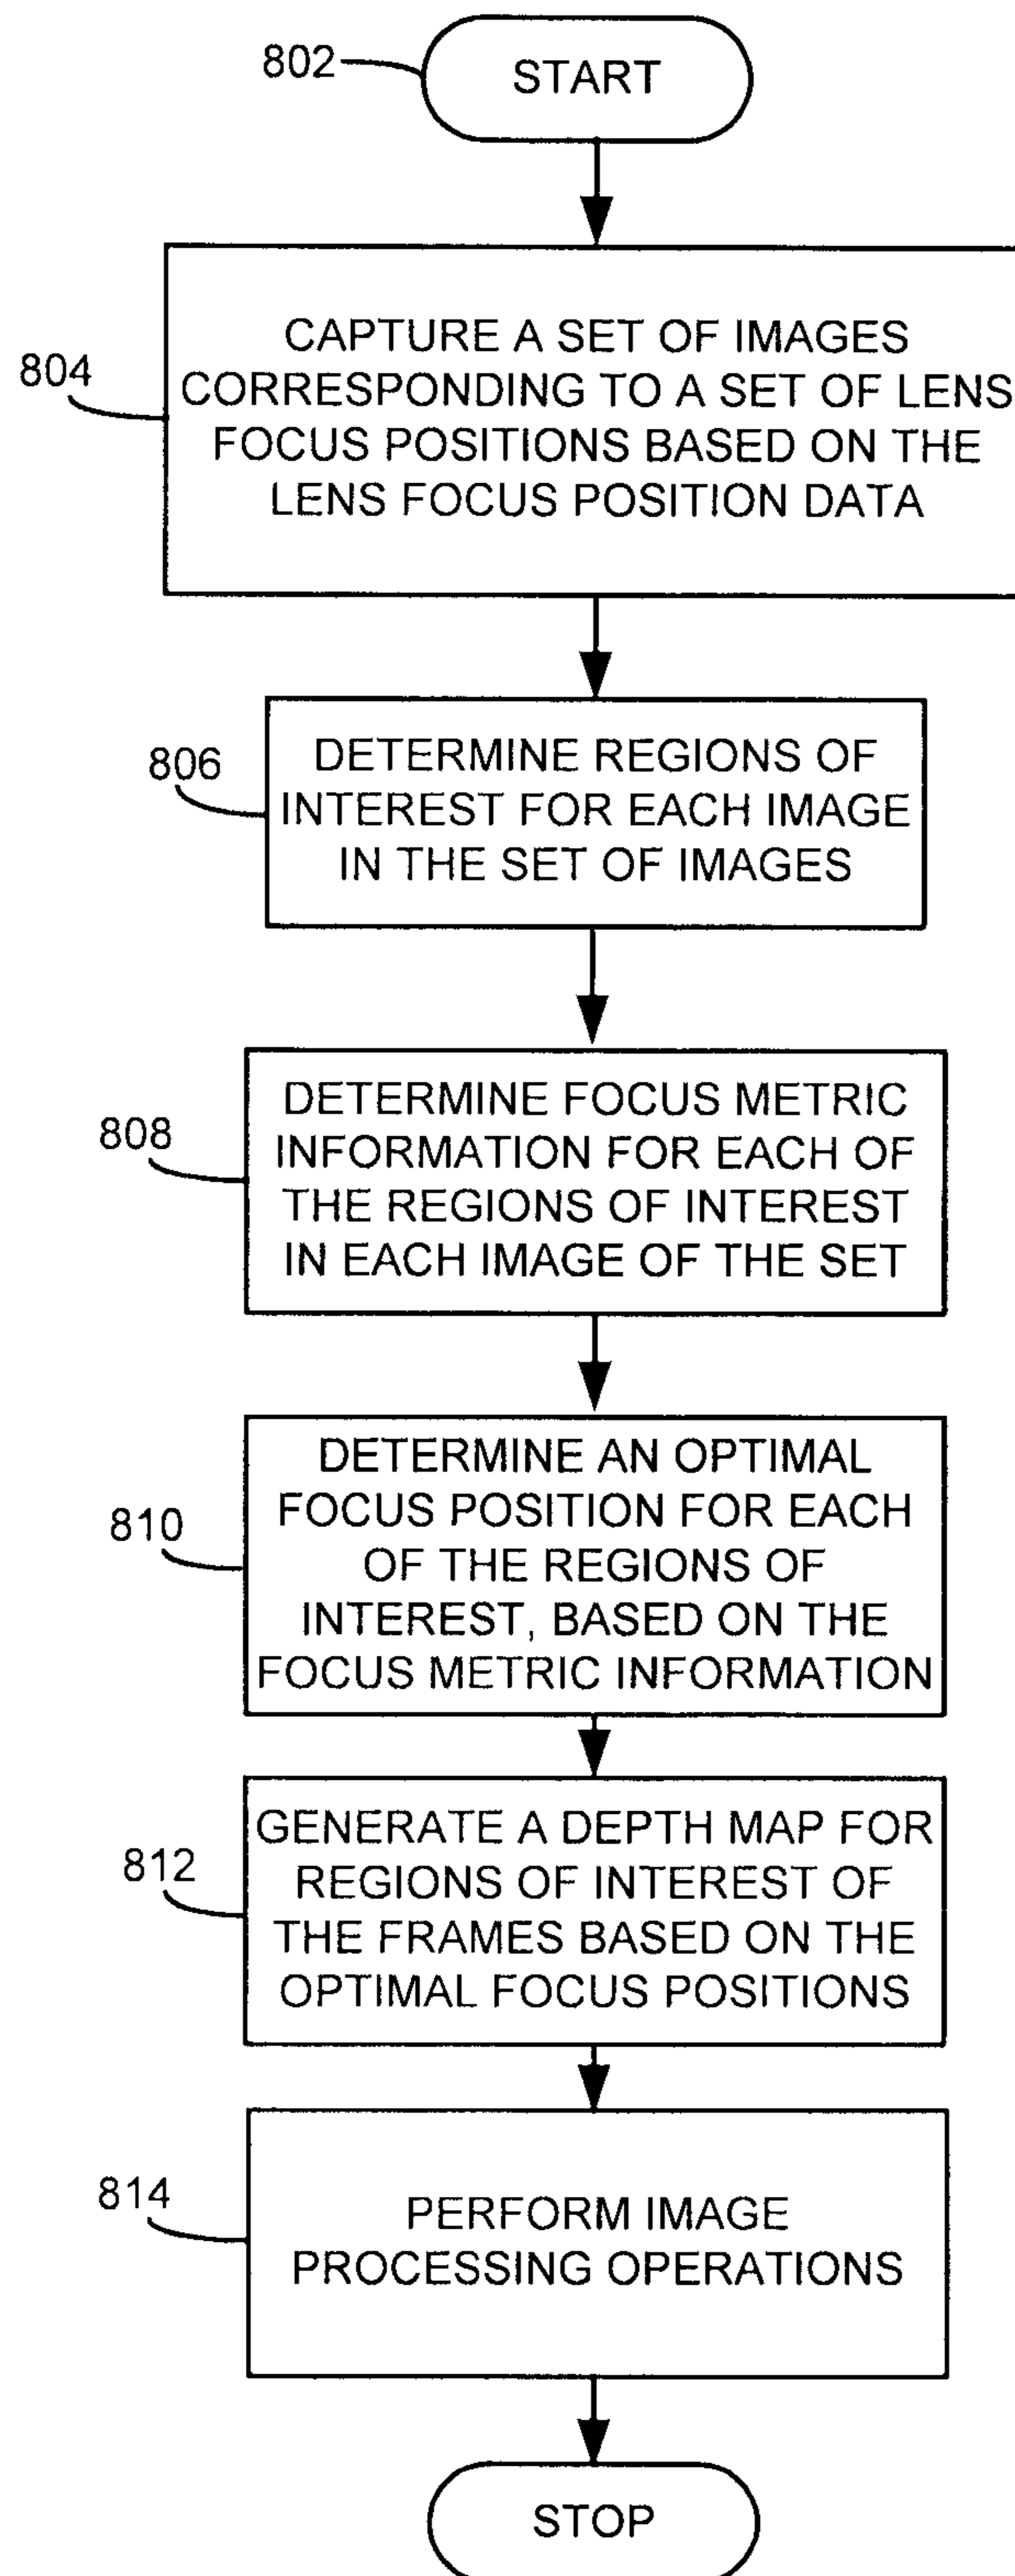 802
START
804
CAPTURE A SET OF IMAGES
CORRESPONDING TO A SET OF LENS
FOCUS POSITIONS BASED ON THE
LENS FOCUS POSITION DATA
806
DETERMINE REGIONS OF
INTEREST FOR EACH IMAGE
IN THE SET OF IMAGES
808
DETERMINE FOCUS METRIC
INFORMATION FOR EACH OF
THE REGIONS OF INTEREST
IN EACH IMAGE OF THE SET
810
DETERMINE AN OPTIMAL
FOCUS POSITION FOR EACH
OF THE REGIONS OF
INTEREST, BASED ON THE
FOCUS METRIC INFORMATION
812
GENERATE A DEPTH MAP FOR
REGIONS OF INTEREST OF
THE FRAMES BASED ON THE
OPTIMAL FOCUS POSITIONS
814
PERFORM IMAGE
PROCESSING OPERATIONS
STOP